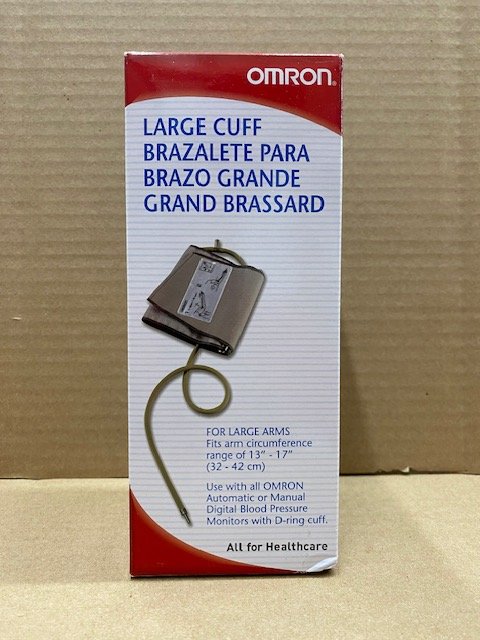 OMRON®
LARGE CUFF
BRAZALETE PARA
BRAZO GRANDE
GRAND BRASSARD
FOR LARGE ARMS
Fits arm circumference
range of 13" - 17"
(32 - 42 cm)
Use with all OMRON
Automatic or Manual
Digital Blood Pressure
Monitors with D-ring cuff.
All for Healthcare